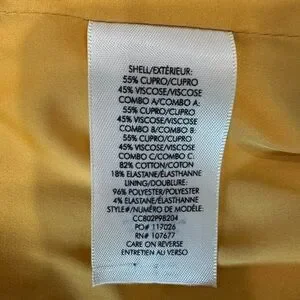 SHELL/EXTÉRIEUR:
55% CUPRO/CUPRO
45% VISCOSE/VISCOSE
COMBO A/COMBO A:
55% CUPRO/CUPRO
45% VISCOSE/VISCOSE
COMBO B/COMBO B:
55% CUPRO/CUPRO
45% VISCOSE/VISCOSE
COMBO C/COMBO C:
82% COTTON/COTON
18% ELASTANE/ÉLASTHANNE
LINING/DOUBLURE:
96% POLYESTER/POLYESTER
4% ELASTANE/ÉLASTHANNE
STYLE#/NUMÉRO DE MODÈLE:
CC802P98204
PO# 117026
RN# 107677
CARE ON REVERSE
ENTRETIEN AU VERSO